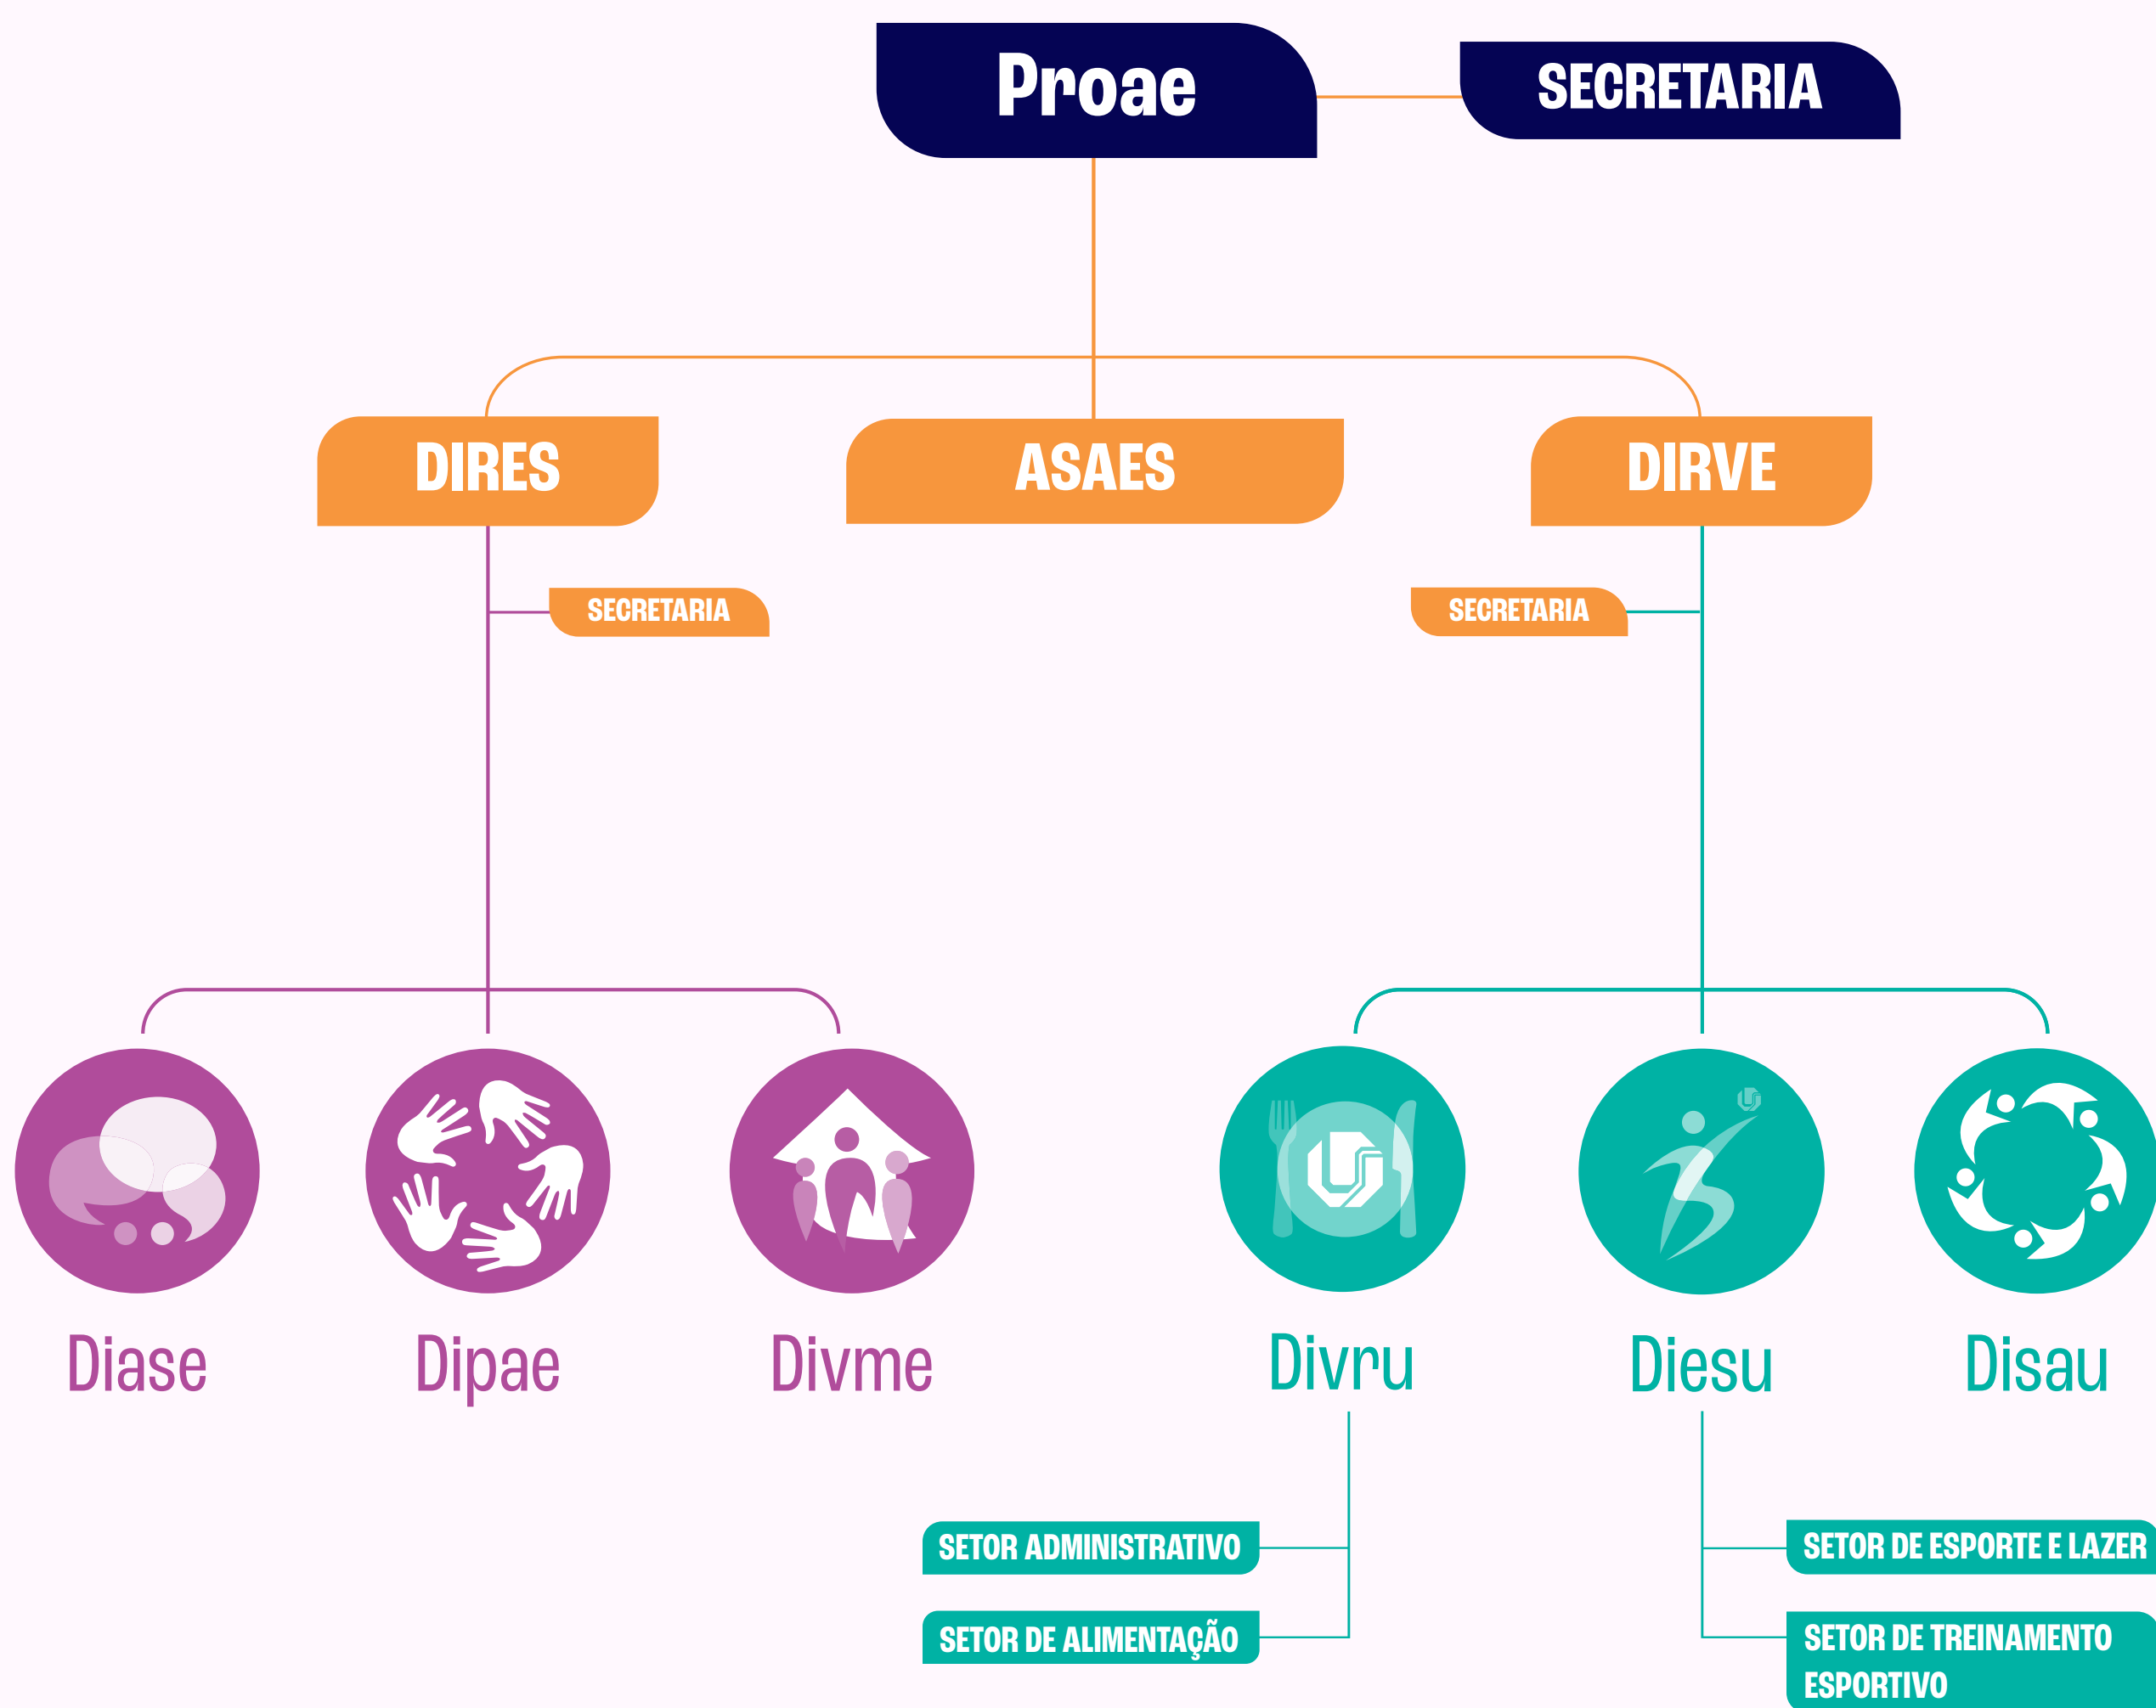 Proae
SECRETARIA
DIRES
ASAES
DIRVE
SECRETARIA
SECRETARIA
Diase
Dipae
Divme
Divru
Diesu
Disau
SETOR ADMINISTRATIVO
SETOR DE ESPORTE E LAZER
SETOR DE ALIMENTAÇÃO
SETOR DE TREINAMENTO
ESPORTIVO